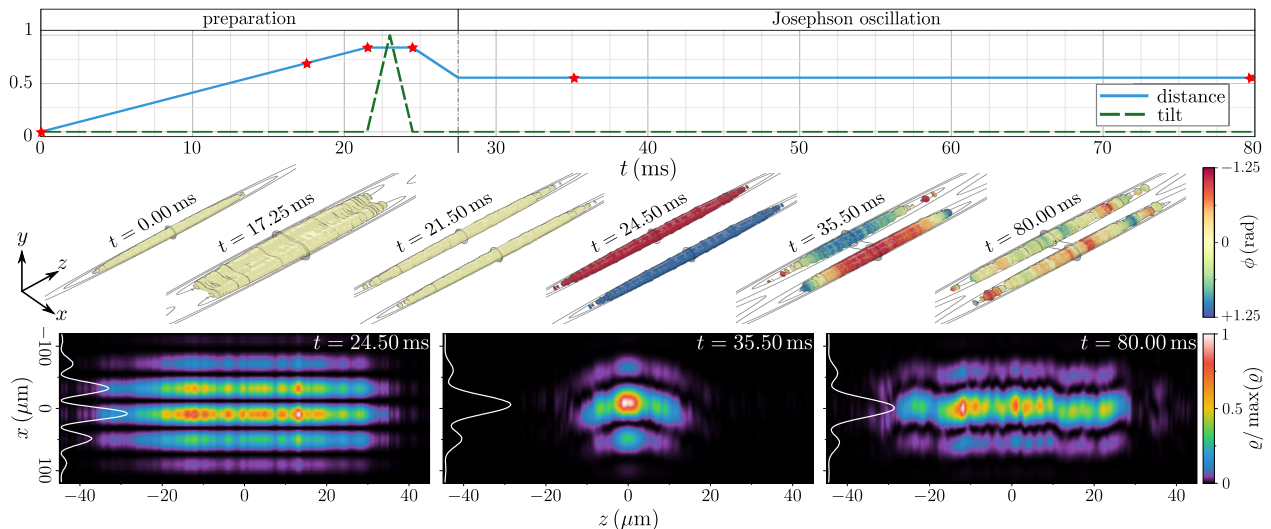 preparation
Josephson oscillation
1
0.5
0
distance
tilt
0
10
20
30
40
50
60
70
80
t (ms)
t = 0.00 ms
t = 17.25 ms
t = 21.50 ms
t = 24.50 ms
t = 35.50 ms
t = 80.00 ms
y
z
x
−1.25
0
+1.25
ϕ (rad)
t = 24.50 ms
t = 35.50 ms
t = 80.00 ms
−100
0
100
x (μm)
−40
−20
0
20
40
−40
−20
0
20
40
−40
−20
0
20
40
z (μm)
1
0.5
0
ϱ/ max(ϱ)